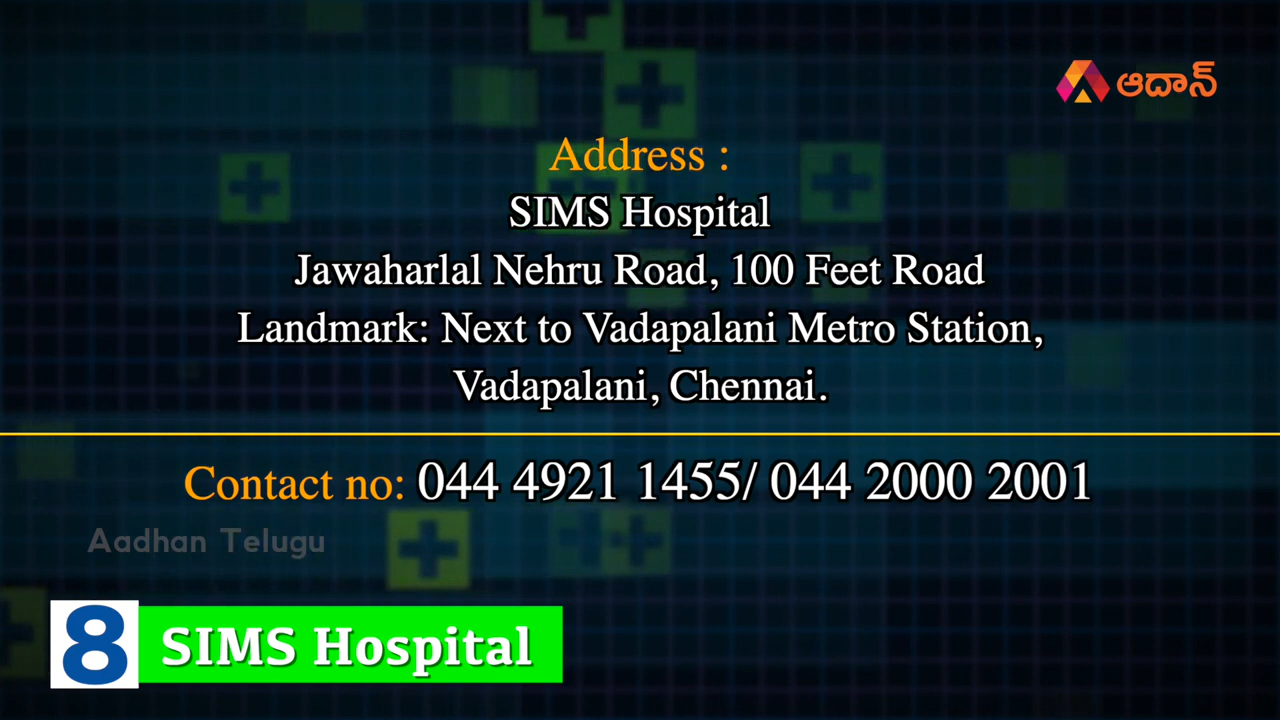 ఆదాన్
Address :
SIMS Hospital
Jawaharlal Nehru Road, 100 Feet Road
Landmark: Next to Vadapalani Metro Station,
Vadapalani, Chennai.
Contact no: 044 4921 1455/ 044 2000 2001
Aadhan Telugu
8 SIMS Hospital